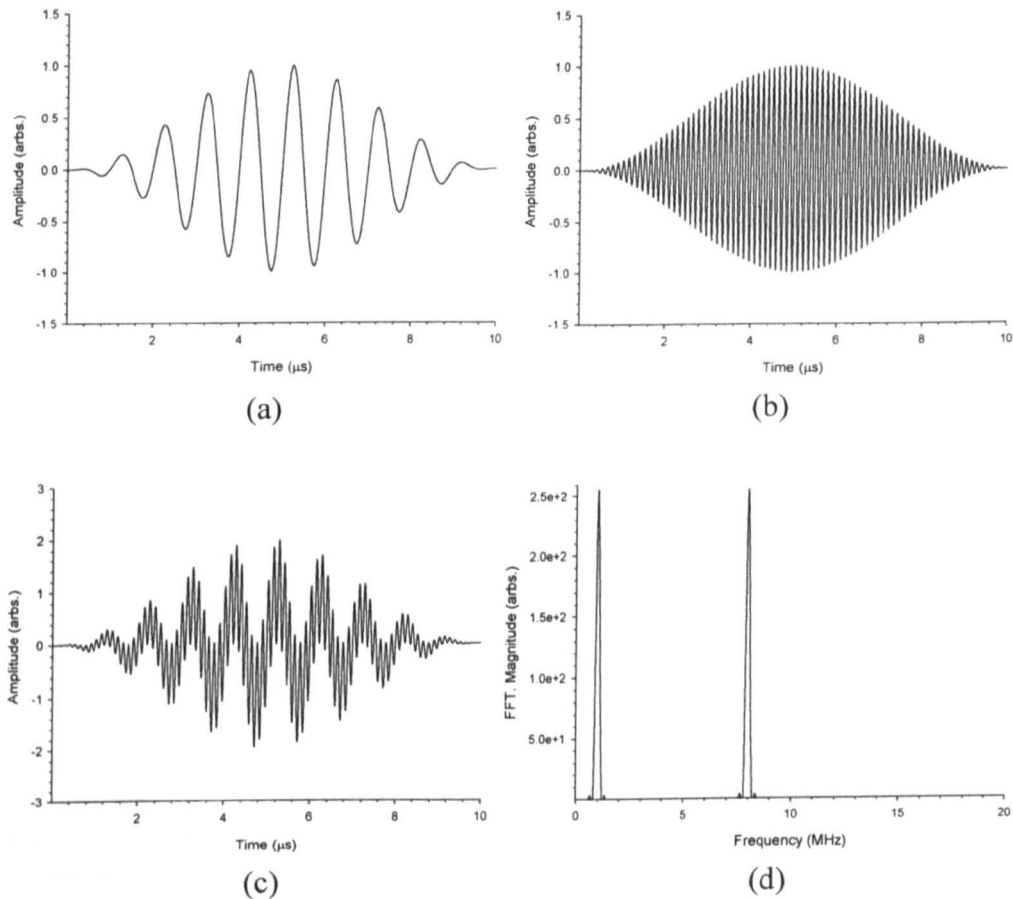 1.5
1.0
0.5
0.0
-0.5
-1.0
-1.5
Amplitude (arbs.)
2 4 6 8 10
Time (μs)
(a)
1.5
1.0
0.5
0.0
-0.5
-1.0
-1.5
Amplitude (arbs.)
2 4 6 8 10
Time (μs)
(b)
3
2
1
0
-1
-2
-3
Amplitude (arbs.)
2 4 6 8 10
Time (μs)
(c)
2.5e+2
2.0e+2
1.5e+2
1.0e+2
5.0e+1
FFT. Magnitude (arbs.)
0 5 10 15 20
Frequency (MHz)
(d)